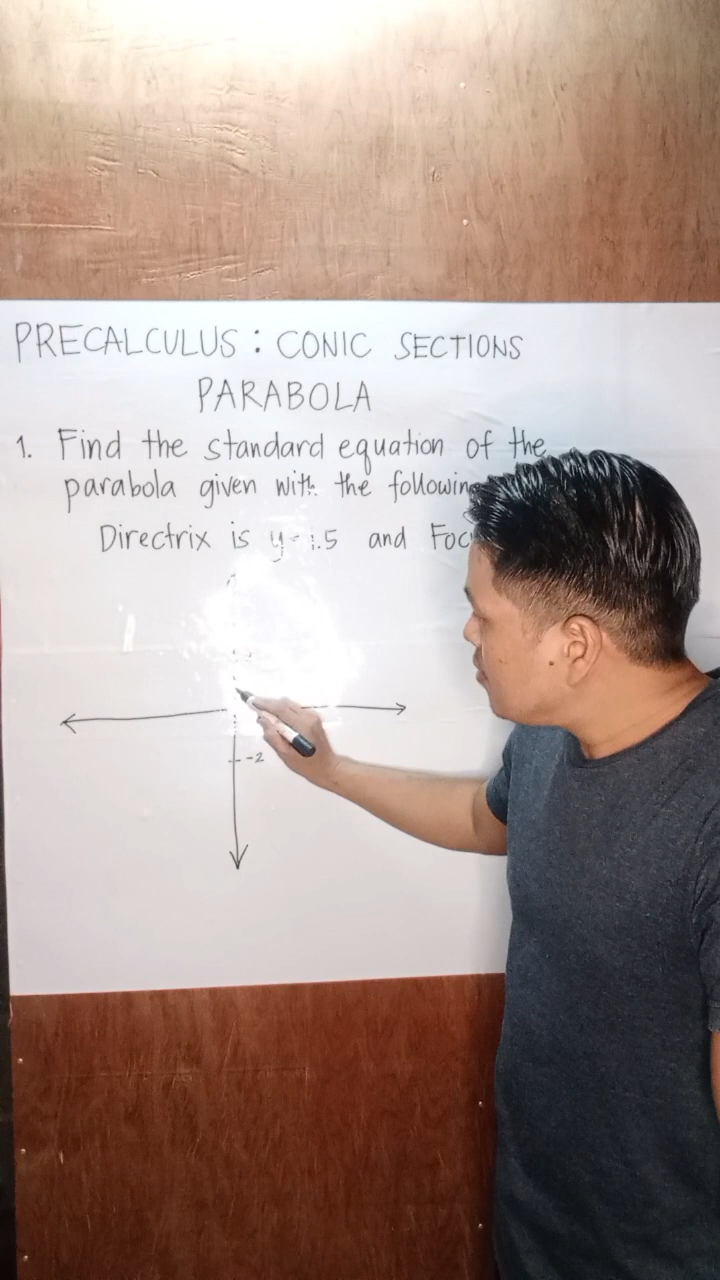 PRECALCULUS : CONIC SECTIONS
PARABOLA
1. Find the standard equation of the
parabola given with the
Directrix is and
-2